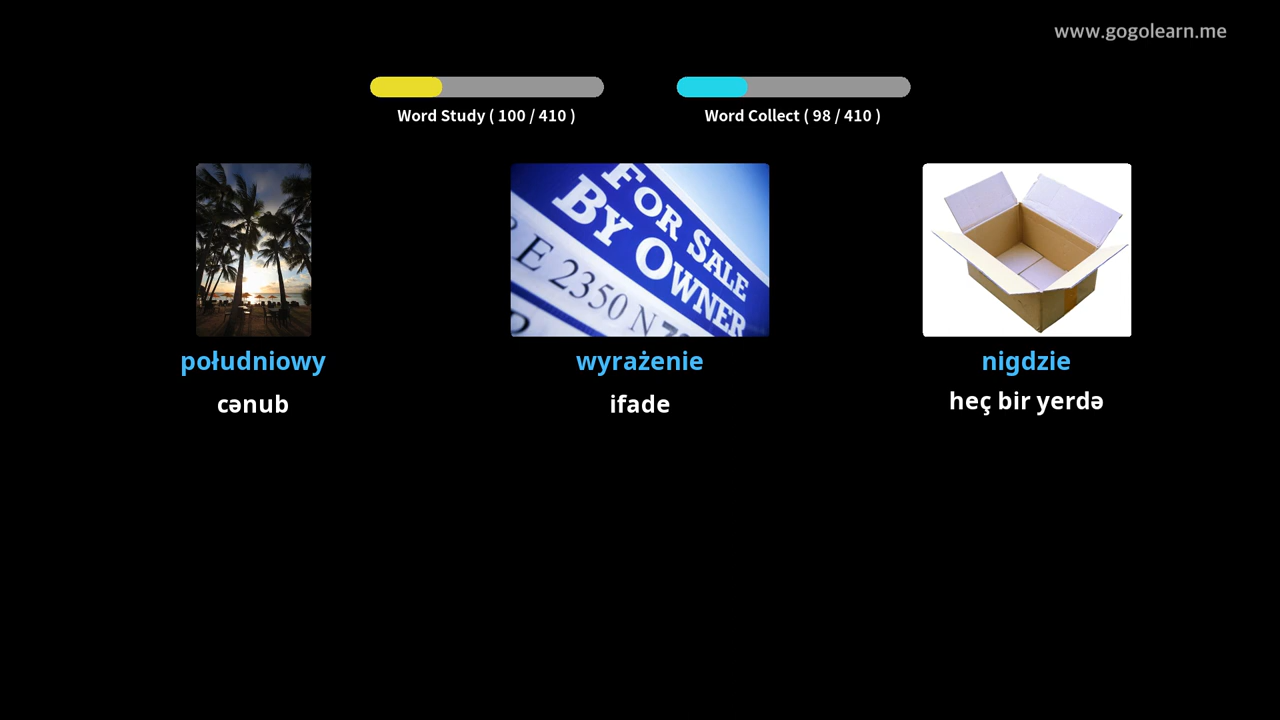 www.gogolearn.me
Word Study ( 100 / 410 )
Word Collect ( 98 / 410 )
FOR SALE
BY OWNER
E 2350 N
południowy
wyrażenie
nigdzie
cənub
ifade
heç bir yerdə